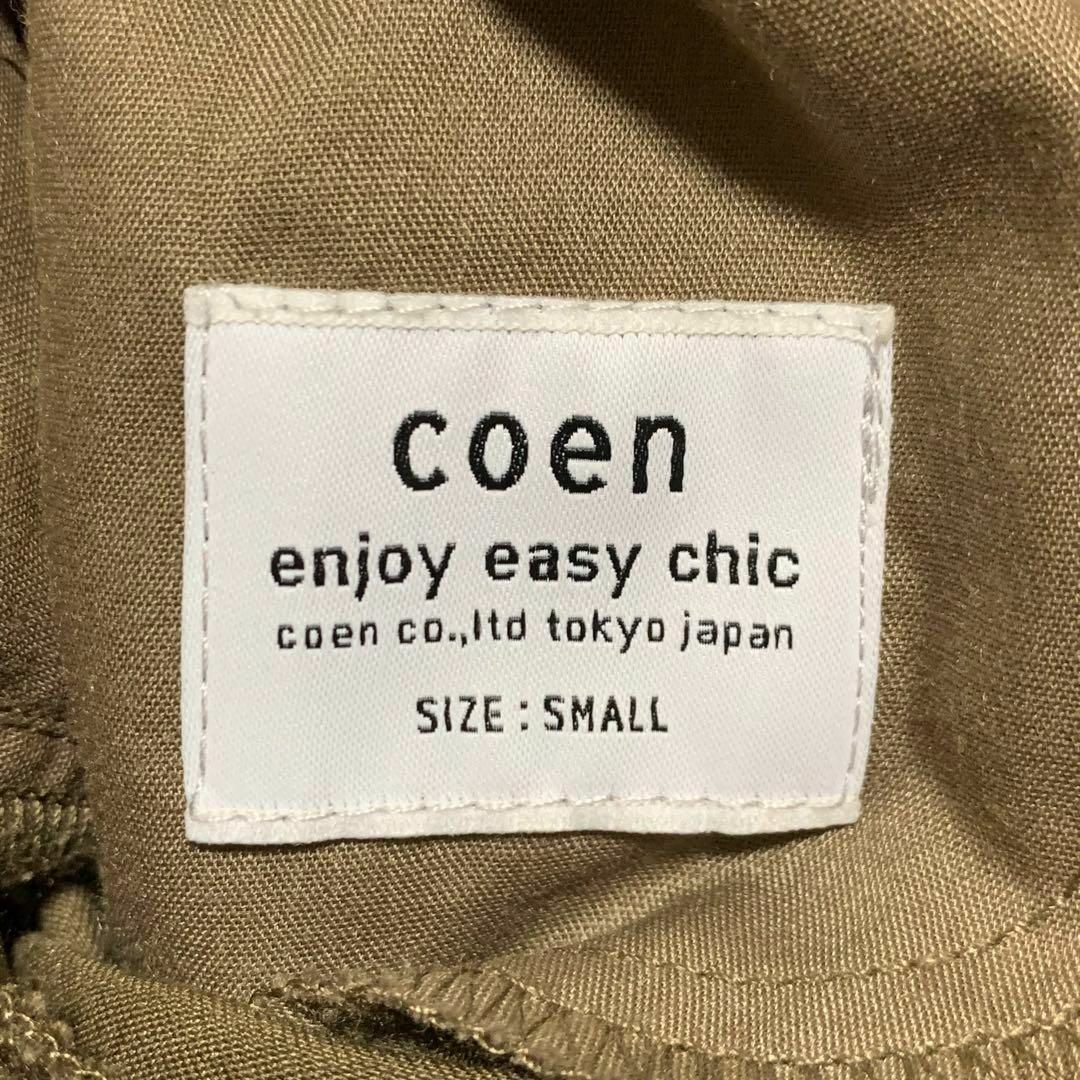 coen
enjoy easy chic
coen co.,ltd tokyo japan
SIZE : SMALL